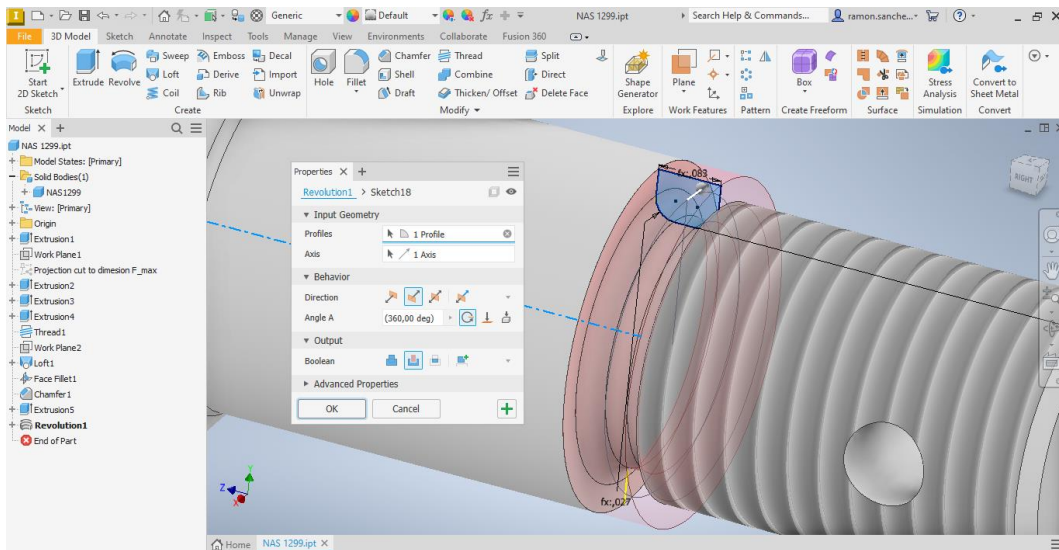 Generic
Default
NAS 1299.ipt
Search Help & Commands...
ramon.sanche...
File 3D Model Sketch Annotate Inspect Tools Manage View Environments Collaborate Fusion 360
Start
2D Sketch
Extrude
Revolve
Sweep
Emboss
Decal
Loft
Derive
Import
Coil
Rib
Unwrap
Hole
Fillet
Chamfer
Thread
Split
Shell
Combine
Direct
Draft
Thicken/ Offset
Delete Face
Shape
Generator
Plane
Box
Stress
Analysis
Convert to
Sheet Metal
Sketch Create Modify Explore Work Features Pattern Create Freeform Surface Simulation Convert
Model
NAS 1299.ipt
Model States: [Primary]
Solid Bodies(1)
NAS1299
View: [Primary]
Origin
Extrusion1
Work Plane1
Projection cut to dimesion F_max
Extrusion2
Extrusion3
Extrusion4
Thread1
Work Plane2
Loft1
Face Fillet1
Chamfer1
Extrusion5
Revolution1
End of Part
Properties
Revolution1 > Sketch18
Input Geometry
Profiles 1 Profile
Axis 1 Axis
Behavior
Direction
Angle A (360,00 deg)
Output
Boolean
Advanced Properties
OK Cancel
fx:,083
fx:,027
RIGHT
Y
Z
X
Home NAS 1299.ipt